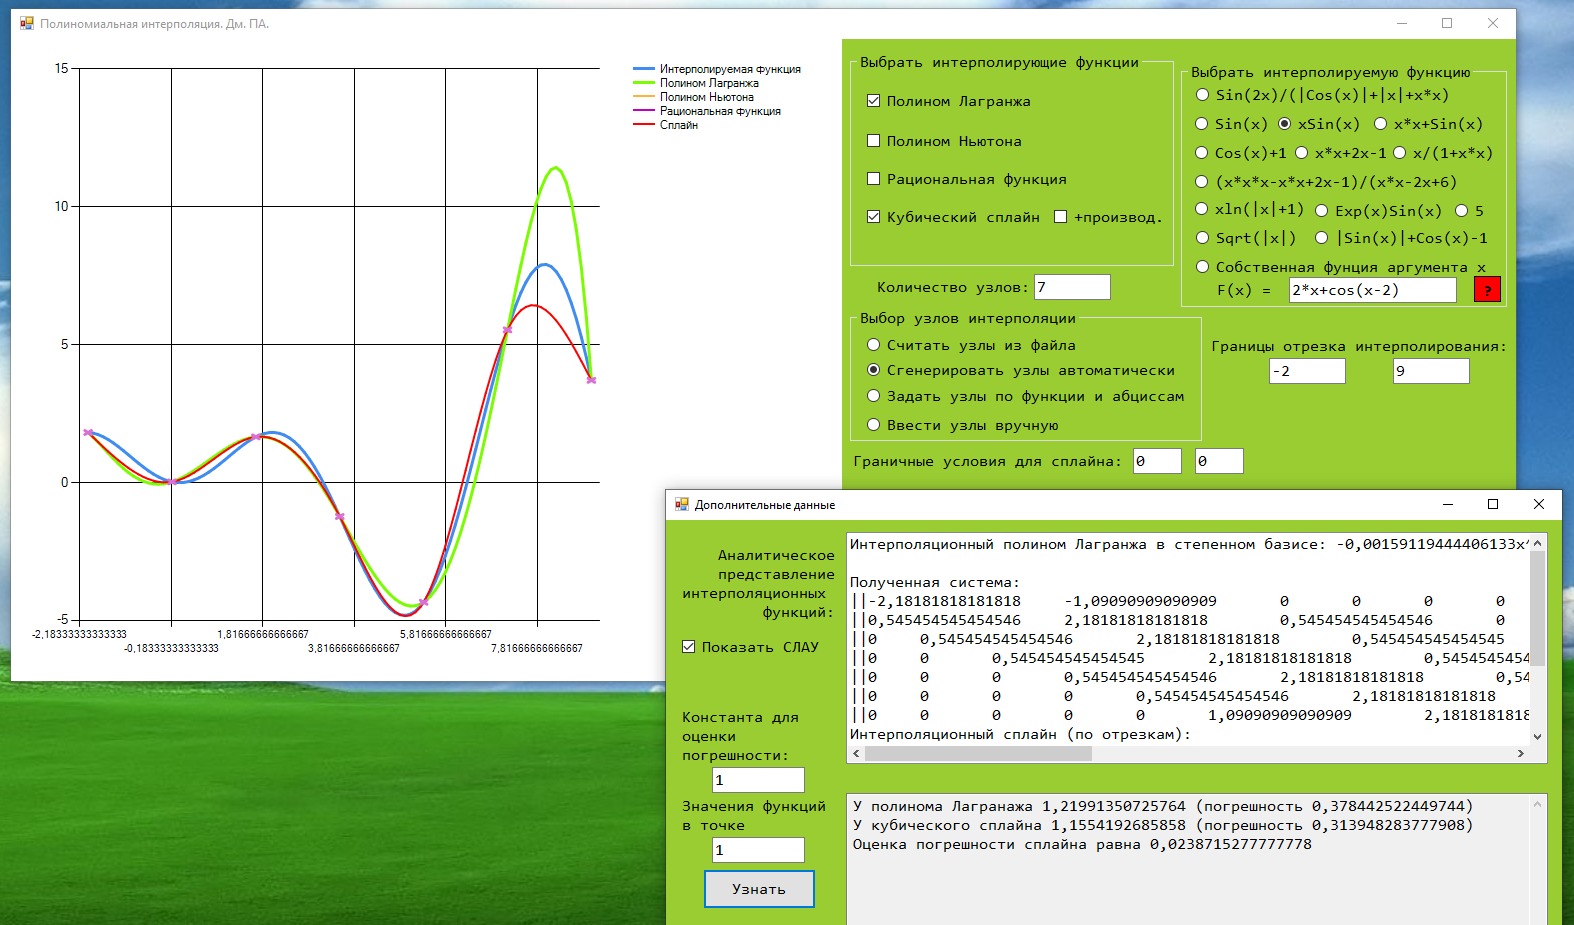 Полиномиальная интерполяция. Дм. ПА.
15
10
5
0
-5
-2,18333333333333
-0,18333333333333
1,81666666666667
3,81666666666667
5,81666666666667
7,81666666666667
Интерполируемая функция
Полином Лагранжа
Полином Ньютона
Рациональная функция
Сплайн
Выбрать интерполирующие функции
Полином Лагранжа
Полином Ньютона
Рациональная функция
Кубический сплайн +производ.
Количество узлов: 7
Выбор узлов интерполяции
Считать узлы из файла
Сгенерировать узлы автоматически
Задать узлы по функции и абциссам
Ввести узлы вручную
Граничные условия для сплайна: 0 0
Выбрать интерполируемую функцию
Sin(2x)/(|Cos(x)|+|x|+x*x)
Sin(x) xSin(x) x*x+Sin(x)
Cos(x)+1 x*x+2x-1 x/(1+x*x)
(x*x*x-x*x+2x-1)/(x*x-2x+6)
xln(|x|+1) Exp(x)Sin(x) 5
Sqrt(|x|) |Sin(x)|+Cos(x)-1
Собственная фунция аргумента x
F(x) = 2*x+cos(x-2) ?
Границы отрезка интерполирования:
-2 9
Дополнительные данные
Аналитическое
представление
интерполяционных
функций:
Показать СЛАУ
Константа для
оценки
погрешности:
1
Значения функций
в точке
1
Узнать
Интерполяционный полином Лагранжа в степенном базисе: -0,00159119444406133x^
Полученная система:
||-2,18181818181818 -1,09090909090909 0 0 0 0
||0,545454545454546 2,18181818181818 0,545454545454546 0
||0 0,545454545454546 2,18181818181818 0,545454545454545
||0 0 0,545454545454545 2,18181818181818 0,5454545454
||0 0 0 0,545454545454546 2,18181818181818 0,54
||0 0 0 0 0,545454545454546 2,18181818181818
||0 0 0 0 0 1,09090909090909 2,1818181818
Интерполяционный сплайн (по отрезкам):
У полинома Лагранажа 1,21991350725764 (погрешность 0,378442522449744)
У кубического сплайна 1,1554192685858 (погрешность 0,313948283777908)
Оценка погрешности сплайна равна 0,0238715277777778